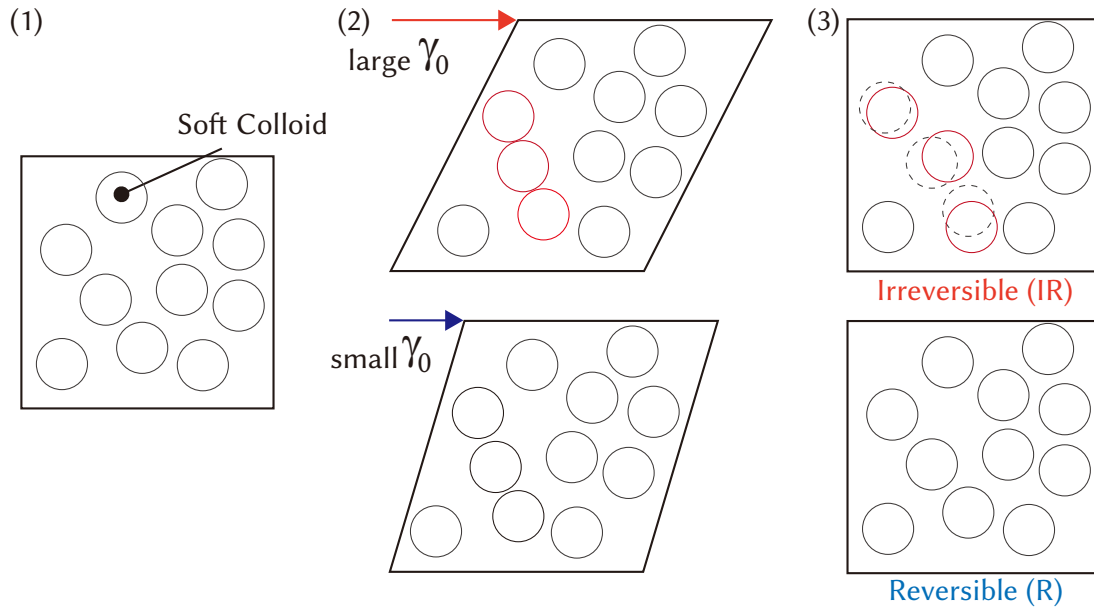 (1)
Soft Colloid
(2)
large γ₀
small γ₀
(3)
Irreversible (IR)
Reversible (R)